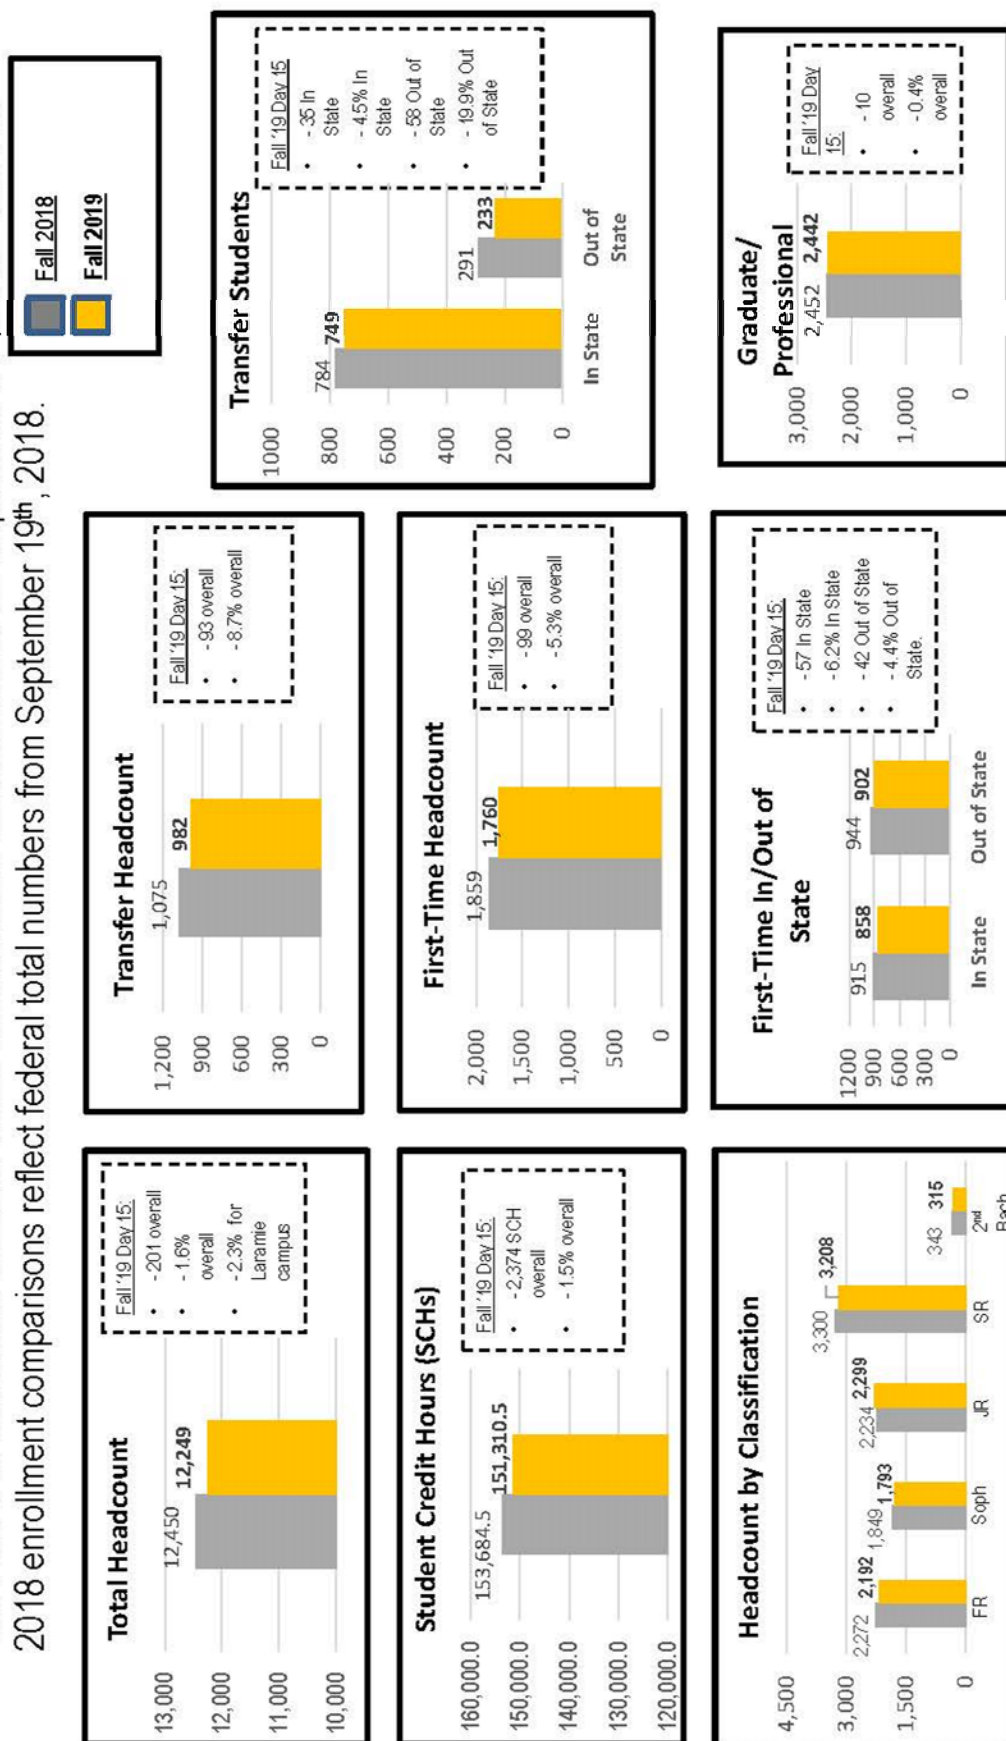 2018 enrollment comparisons reflect federal total numbers from September 19th, 2018.
Fall 2018
Fall 2019
Total Headcount
13,000
12,000
11,000
10,000
12,450
12,249
Fall '19 Day 15:
• -201 overall
• -1.6%
overall
• -2.3% for
Laramie
campus
Transfer Headcount
1,200
900
600
300
0
1,075
982
Fall '19 Day 15:
• -93 overall
• -8.7% overall
Transfer Students
1000
800
600
400
200
0
784
749
291
233
In State
Out of
State
Fall '19 Day 15
• -35 In
State
• -4.5% In
State
• -58 Out of
State
• -19.9% Out
of State
Student Credit Hours (SCHs)
160,000.0
150,000.0
140,000.0
130,000.0
120,000.0
153,684.5
151,310.5
Fall '19 Day 15:
• -2,374 SCH
overall
• -1.5% overall
First-Time Headcount
2,000
1,500
1,000
500
0
1,859
1,760
Fall '19 Day 15:
• -99 overall
• -5.3% overall
Headcount by Classification
4,500
3,000
1,500
0
2,272
2,192
1,849
1,793
2,234
2,299
3,300
3,208
343
315
FR
Soph
JR
SR
2nd
Bach
First-Time In/Out of
State
1200
900
600
300
0
915
858
944
902
In State
Out of State
Fall '19 Day 15:
• -57 In State
• -6.2% In State
• -42 Out of State
• -4.4% Out of
State.
Graduate/
Professional
3,000
2,000
1,000
0
2,452
2,442
Fall '19 Day
15:
• -10
overall
• -0.4%
overall